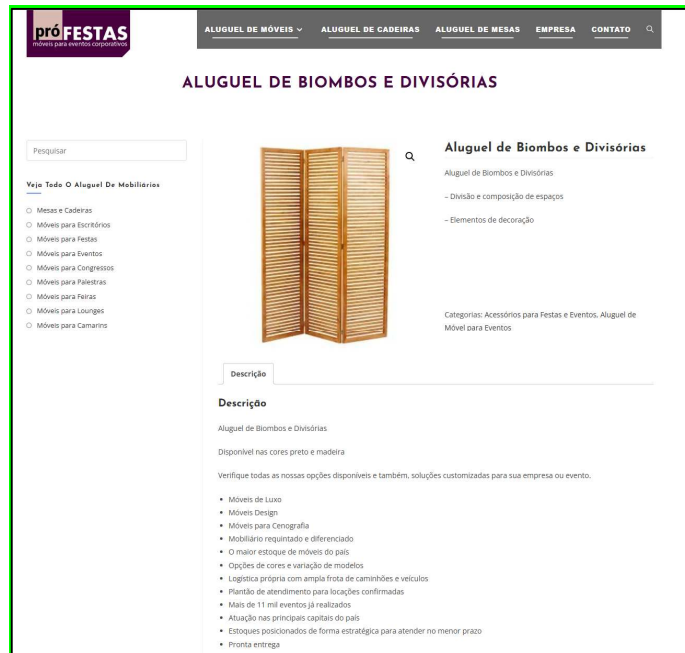 pró FESTAS
móveis para eventos corporativos
ALUGUEL DE MÓVEIS
ALUGUEL DE CADEIRAS
ALUGUEL DE MESAS
EMPRESA
CONTATO
ALUGUEL DE BIOMBOS E DIVISÓRIAS
Pesquisar
Veja Todo O Aluguel De Mobiliários
Mesas e Cadeiras
Móveis para Escritórios
Móveis para Festas
Móveis para Eventos
Móveis para Congressos
Móveis para Palestras
Móveis para Feiras
Móveis para Lounges
Móveis para Camarins
Aluguel de Biombos e Divisórias
Aluguel de Biombos e Divisórias
– Divisão e composição de espaços
– Elementos de decoração
Categorias: Acessórios para Festas e Eventos, Aluguel de
Móvel para Eventos
Descrição
Descrição
Aluguel de Biombos e Divisórias
Disponível nas cores preto e madeira
Verifique todas as nossas opções disponíveis e também, soluções customizadas para sua empresa ou evento.
• Móveis de Luxo
• Móveis Design
• Móveis para Cenografia
• Mobiliário requintado e diferenciado
• O maior estoque de móveis do país
• Opções de cores e variação de modelos
• Logística própria com ampla frota de caminhões e veículos
• Plantão de atendimento para locações confirmadas
• Mais de 11 mil eventos já realizados
• Atuação nas principais capitais do país
• Estoques posicionados de forma estratégica para atender no menor prazo
• Pronta entrega